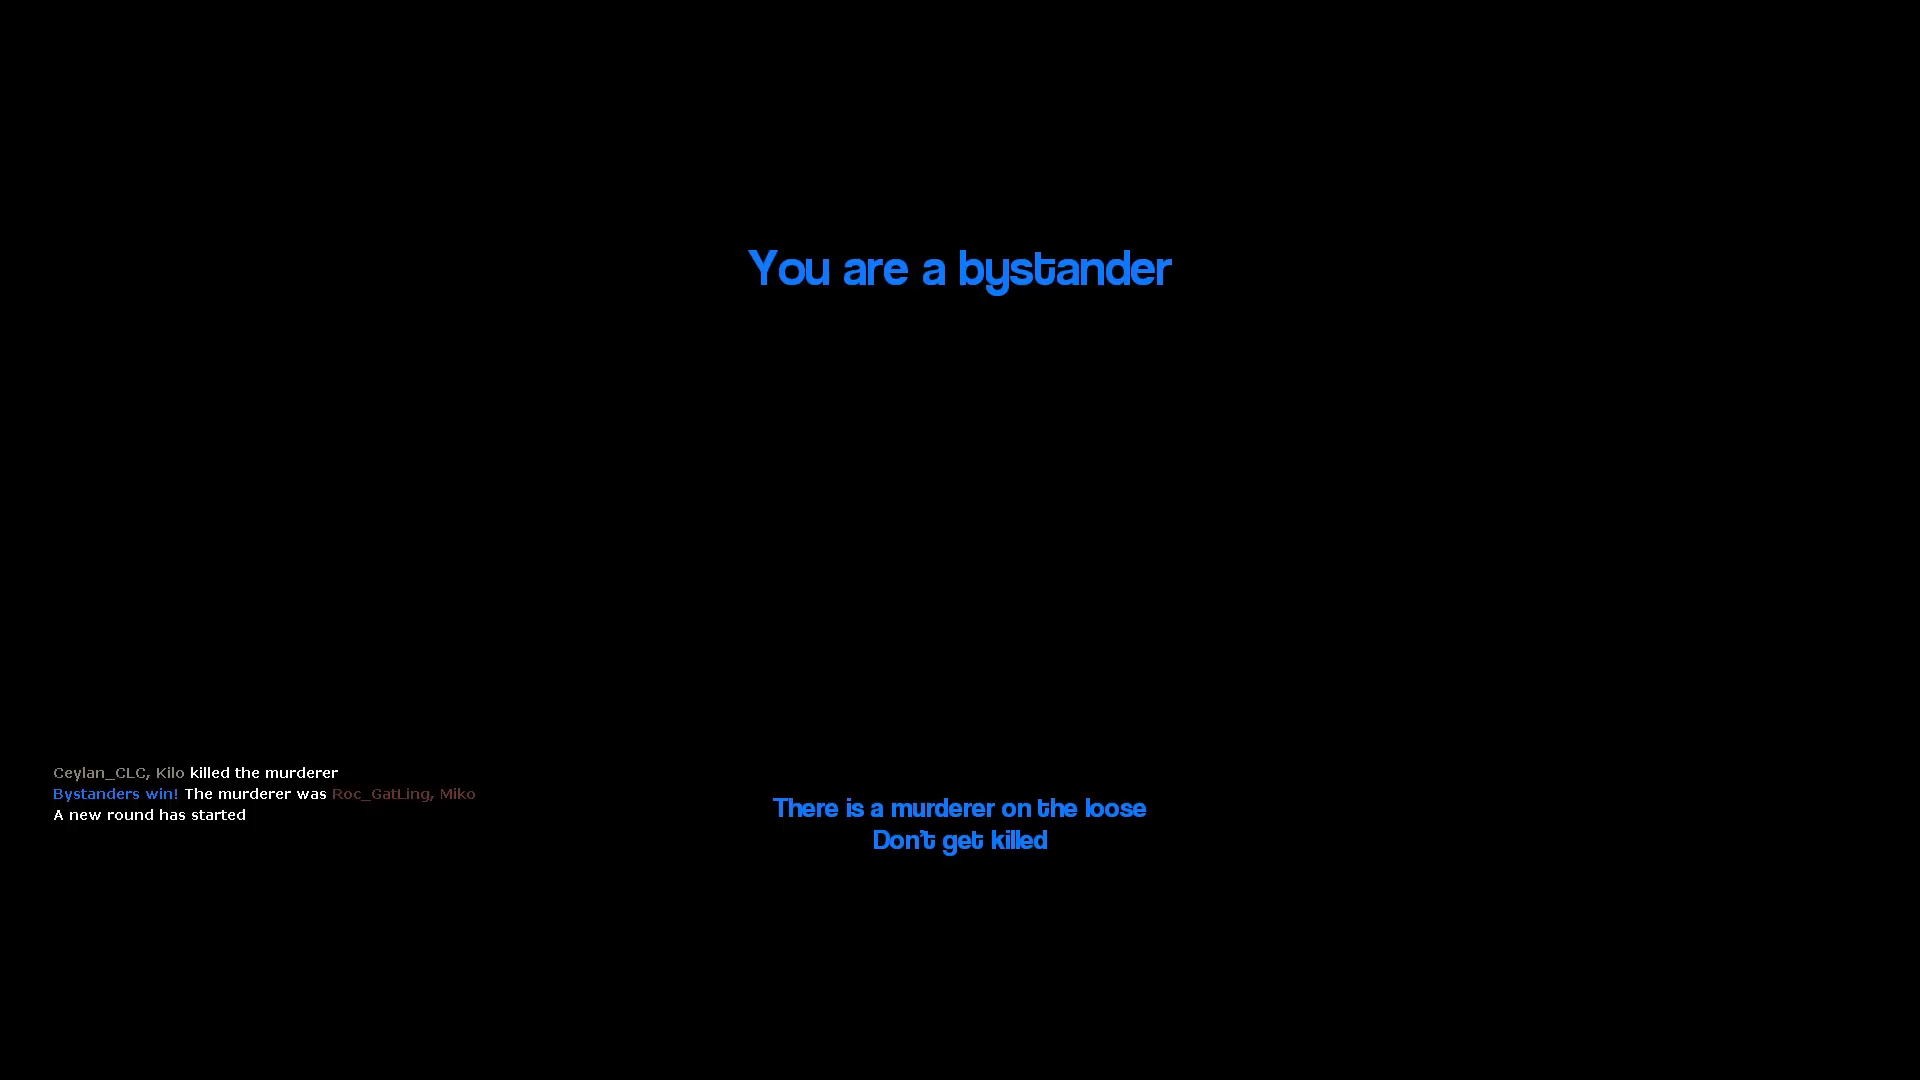 You are a bystander
Ceylan_CLC, Kilo killed the murderer
Bystanders win! The murderer was Roc_GatLing, Miko
A new round has started
There is a murderer on the loose
Don't get killed